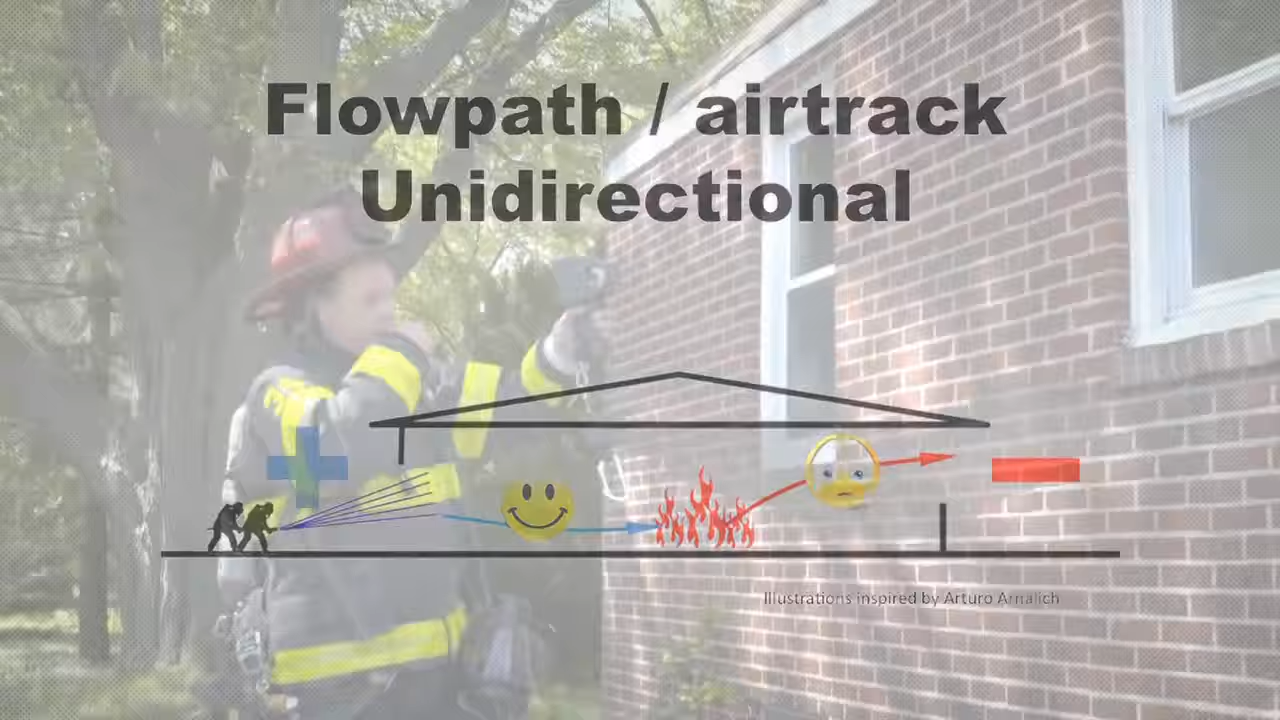 Flowpath / airtrack
Unidirectional
Illustrations inspired by Arturo Arnalich